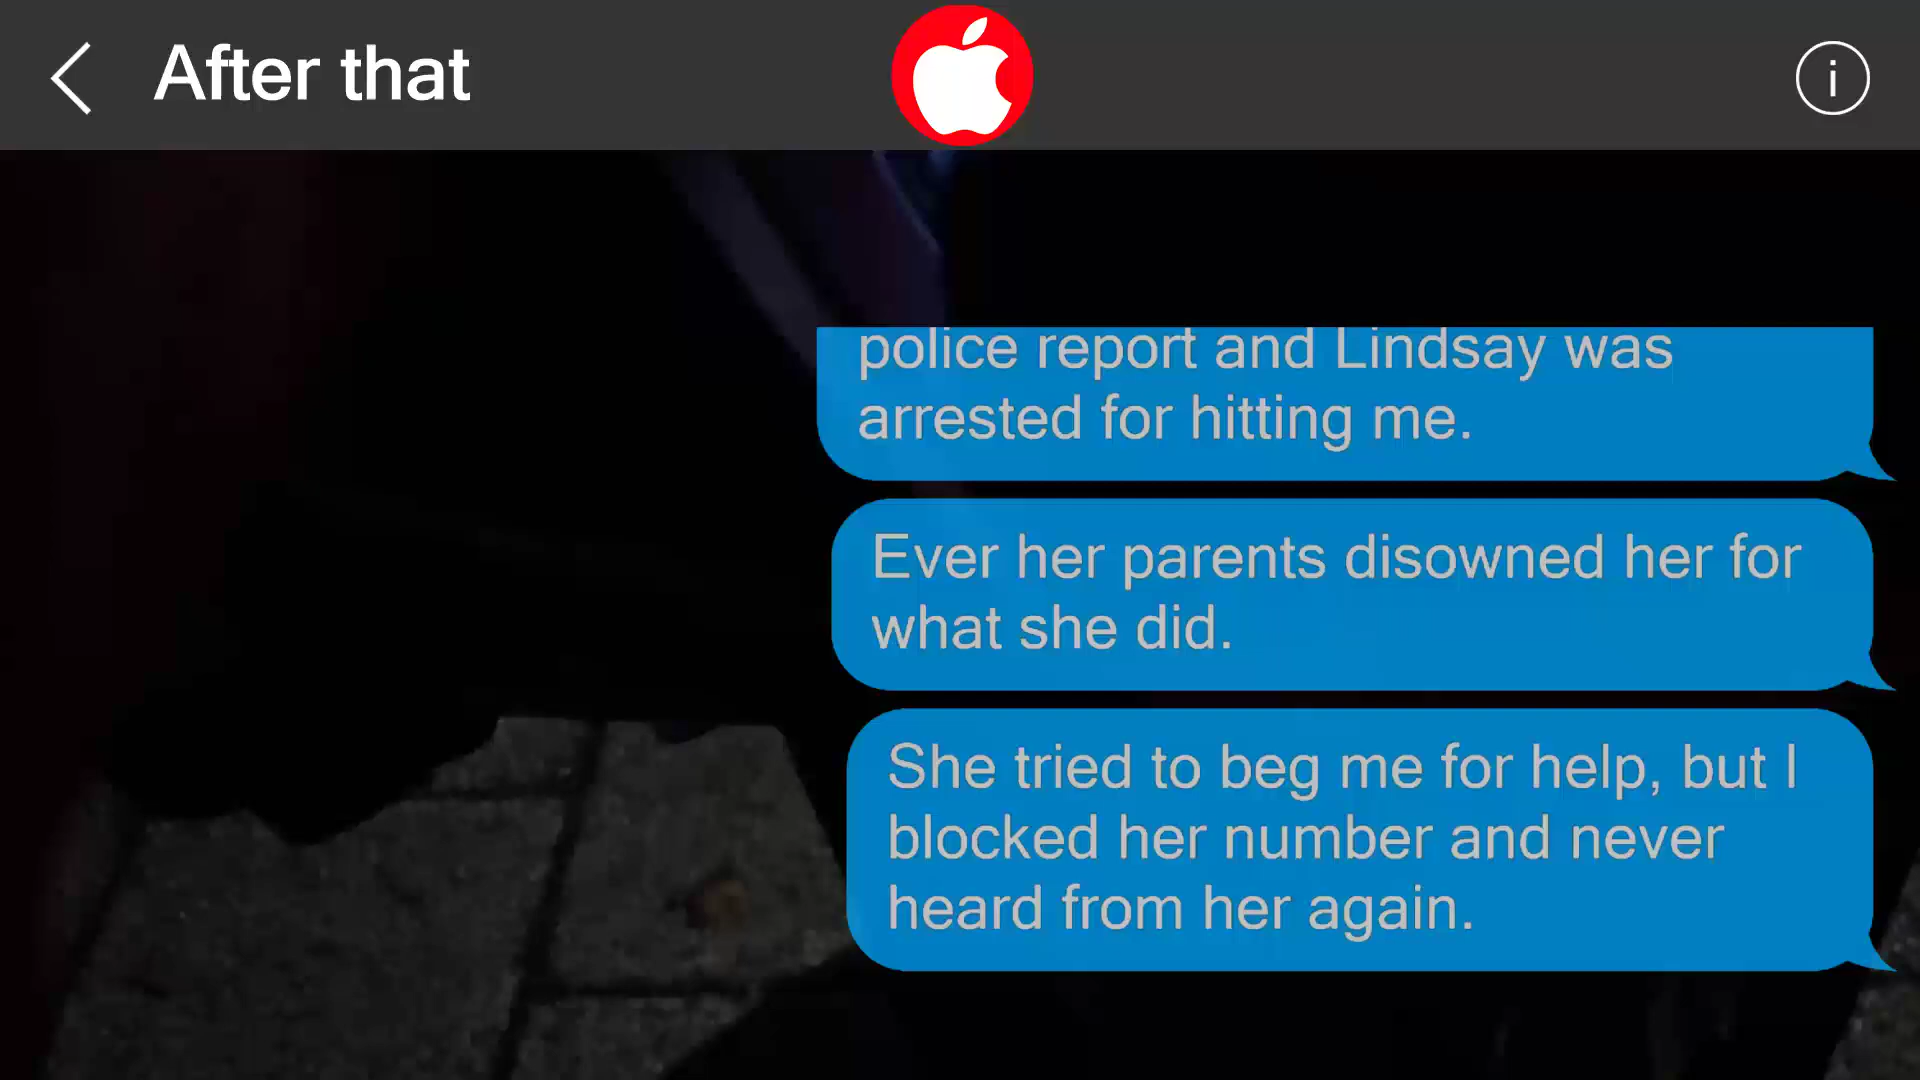 After that
police report and Lindsay was
arrested for hitting me.
Ever her parents disowned her for
what she did.
She tried to beg me for help, but I
blocked her number and never
heard from her again.